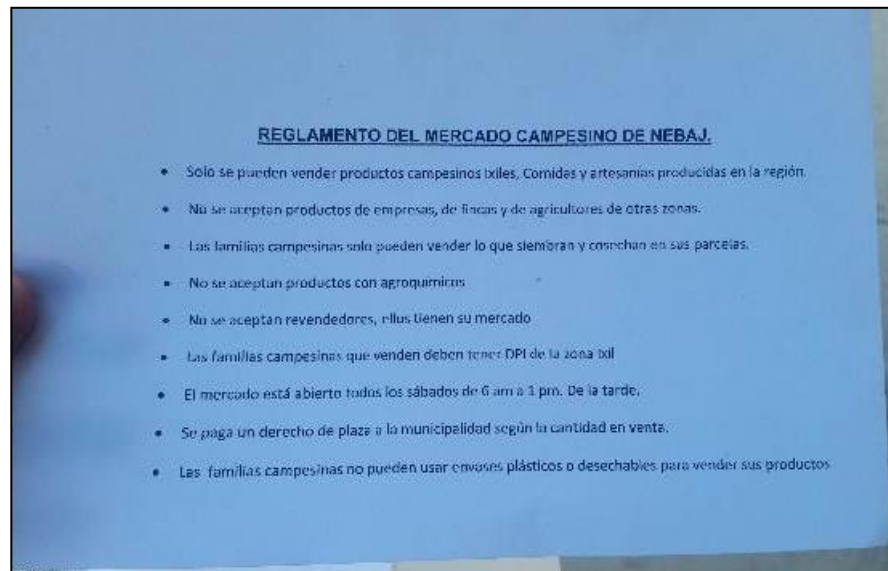 REGLAMENTO DEL MERCADO CAMPESINO DE NEBAJ.
• Solo se pueden vender productos campesinos Ixiles, Comidas y artesanías producidas en la región.
• No se aceptan productos de empresas, de fincas y de agricultores de otras zonas.
• Las familias campesinas solo pueden vender lo que siembran y cosechan en sus parcelas.
• No se aceptan productos con agroquímicos
• No se aceptan revendedores, ellos tienen su mercado
• Las familias campesinas que venden deben tener DPI de la zona Ixil
• El mercado está abierto todos los sábados de 6 am a 1 pm. De la tarde.
• Se paga un derecho de plaza a la municipalidad según la cantidad en venta.
• Las familias campesinas no pueden usar envases plásticos o desechables para vender sus productos